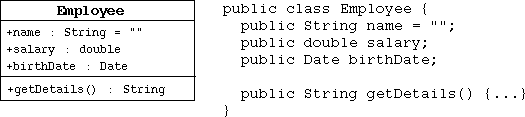 Employee
+name : String = ""
+salary : double
+birthDate : Date
+getDetails() : String
public class Employee {
public String name = "";
public double salary;
public Date birthDate;
public String getDetails() {...}
}